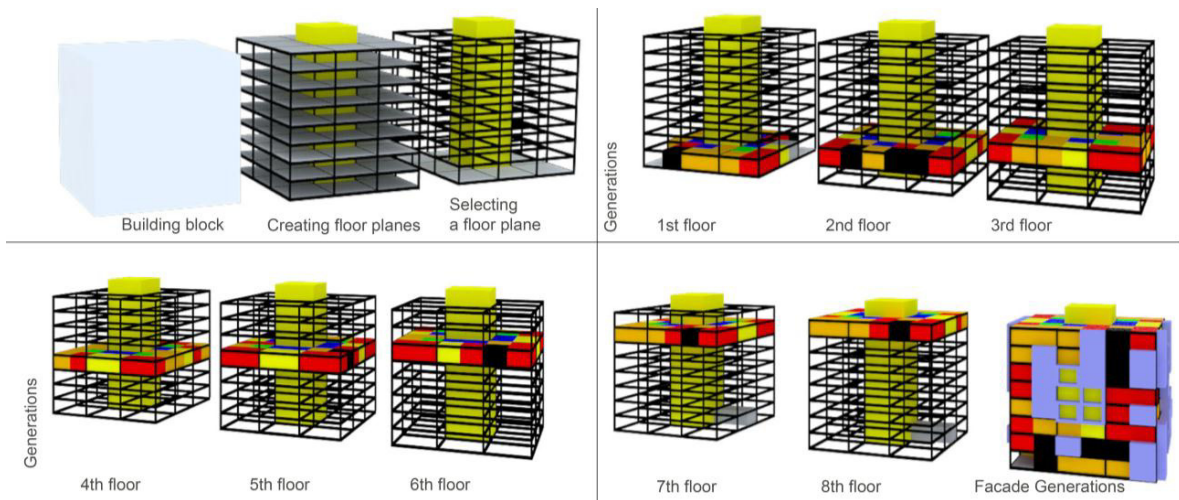 Building block
Creating floor planes
Selecting
a floor plane
Generations
1st floor
2nd floor
3rd floor
Generations
4th floor
5th floor
6th floor
7th floor
8th floor
Facade Generations